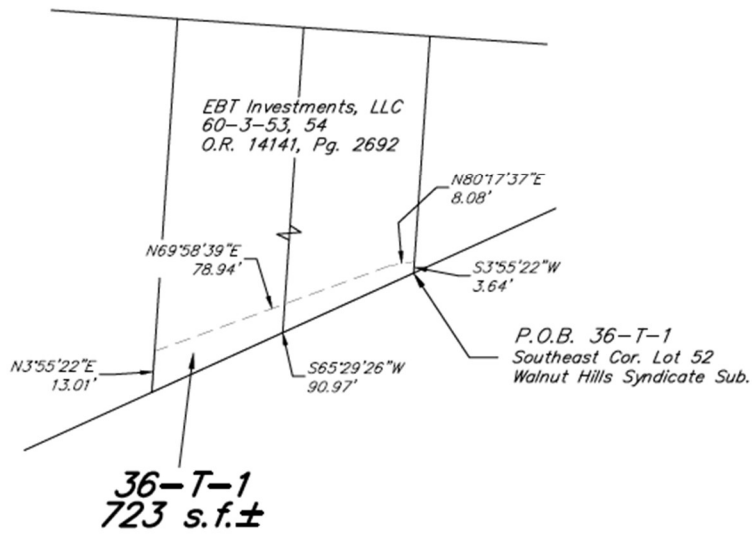 EBT Investments, LLC
60-3-53, 54
O.R. 14141, Pg. 2692
N80°17'37"E
8.08'
N69°58'39"E
78.94'
S3°55'22"W
3.64'
P.O.B. 36-T-1
Southeast Cor. Lot 52
Walnut Hills Syndicate Sub.
N3°55'22"E
13.01'
S65°29'26"W
90.97'
36-T-1
723 s.f.±